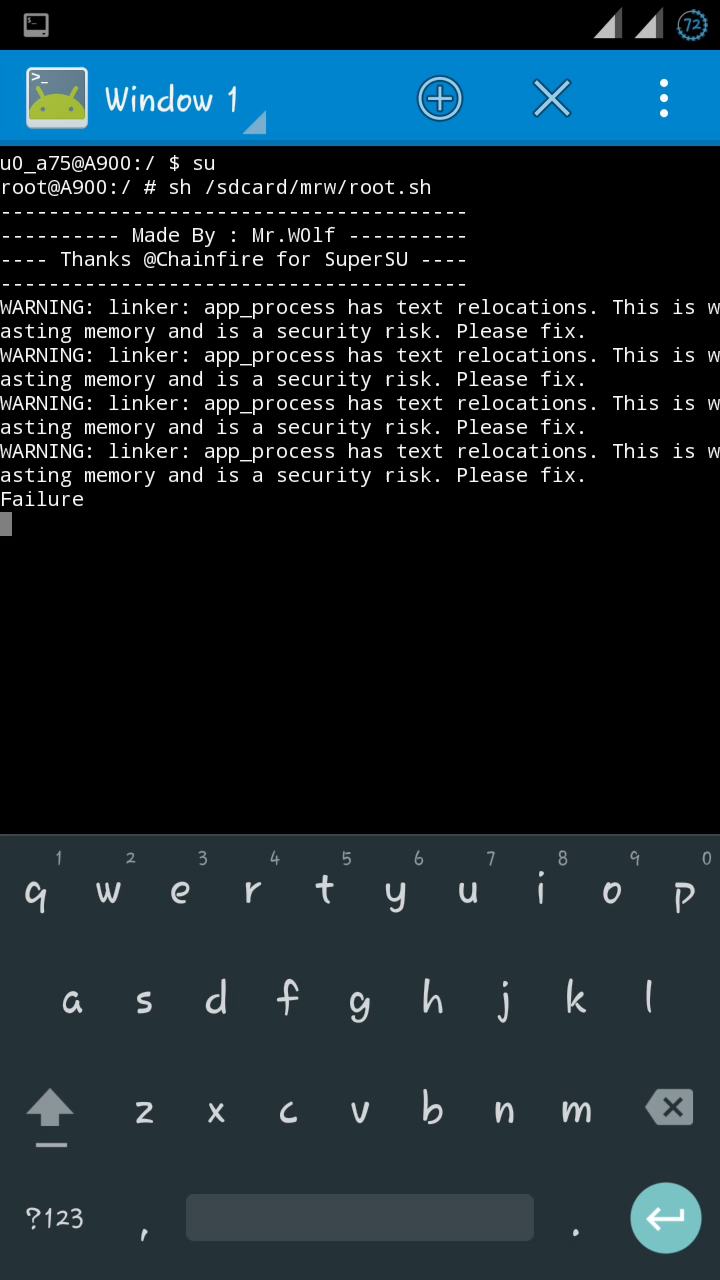 72
Window 1
u0_a75@A900:/ $ su
root@A900:/ # sh /sdcard/mrw/root.sh
---------------------------------------
---------- Made By : Mr.W0lf ----------
---- Thanks @Chainfire for SuperSU ----
---------------------------------------
WARNING: linker: app_process has text relocations. This is w
asting memory and is a security risk. Please fix.
WARNING: linker: app_process has text relocations. This is w
asting memory and is a security risk. Please fix.
WARNING: linker: app_process has text relocations. This is w
asting memory and is a security risk. Please fix.
WARNING: linker: app_process has text relocations. This is w
asting memory and is a security risk. Please fix.
Failure
1 2 3 4 5 6 7 8 9 0
q w e r t y u i o p
a s d f g h j k l
z x c v b n m
?123 , .